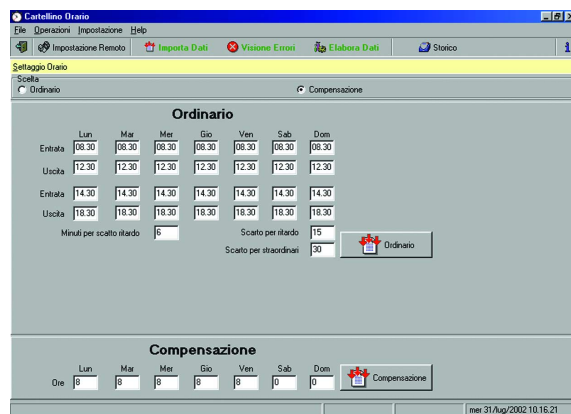 Cartellino Orario
File Operazioni Impostazione Help
Impostazione Remoto Importa Dati Visione Errori Elabora Dati Storico
Settaggio Orario
Scelta
Ordinario Compensazione
Ordinario
Lun Mar Mer Gio Ven Sab Dom
Entrata 08.30 08.30 08.30 08.30 08.30 08.30 08.30
Uscita 12.30 12.30 12.30 12.30 12.30 12.30 12.30
Entrata 14.30 14.30 14.30 14.30 14.30 14.30 14.30
Uscita 18.30 18.30 18.30 18.30 18.30 18.30 18.30
Minuti per scatto ritardo 6 Scarto per ritardo 15
Scarto per straordinari 30
Ordinario
Compensazione
Lun Mar Mer Gio Ven Sab Dom
Ore 8 8 8 8 8 0 0
Compensazione
mer 31/lug/2002 10.16.21